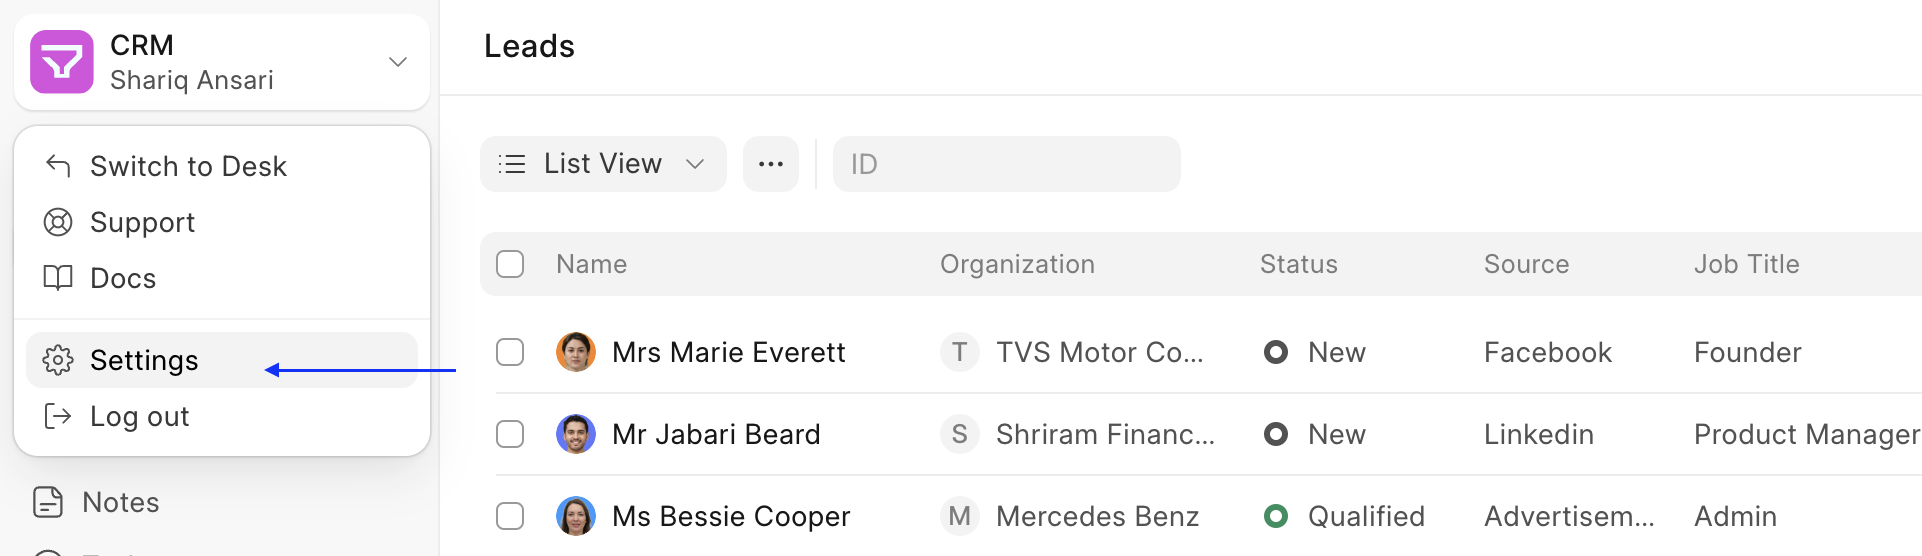 CRM
Shariq Ansari
Switch to Desk
Support
Docs
Settings
Log out
Notes
Leads
List View
ID
Name Organization Status Source Job Title
Mrs Marie Everett T TVS Motor Co... New Facebook Founder
Mr Jabari Beard S Shriram Financ... New Linkedin Product Manager
Ms Bessie Cooper M Mercedes Benz Qualified Advertisem... Admin